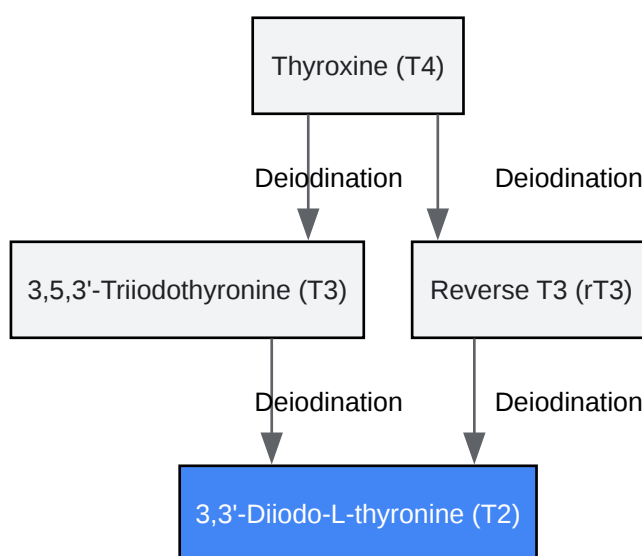 Thyroxine (T4)
Deiodination
Deiodination
3,5,3'-Triiodothyronine (T3)
Reverse T3 (rT3)
Deiodination
Deiodination
3,3'-Diiodo-L-thyronine (T2)